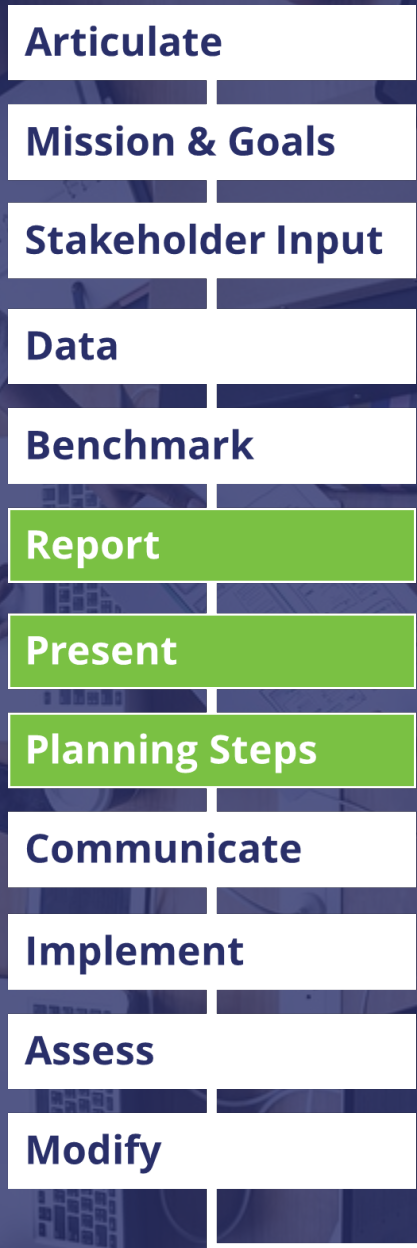 Articulate
Mission & Goals
Stakeholder Input
Data
Benchmark
Report
Present
Planning Steps
Communicate
Implement
Assess
Modify